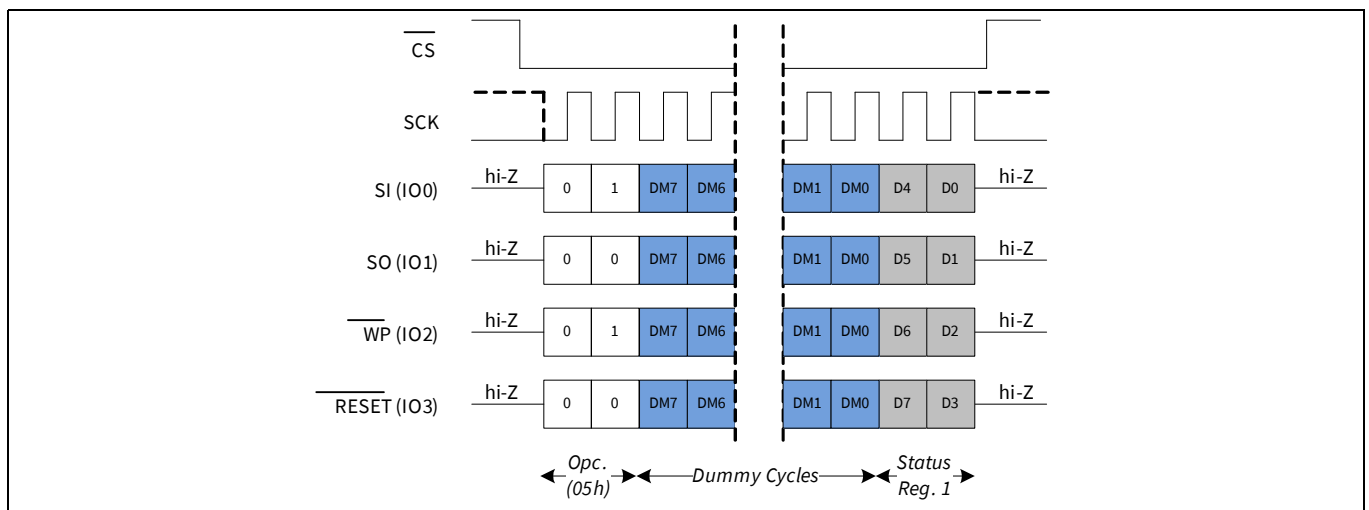 CS
SCK
SI (IO0) hi-Z 0 1 DM7 DM6 DM1 DM0 D4 D0 hi-Z
SO (IO1) hi-Z 0 0 DM7 DM6 DM1 DM0 D5 D1 hi-Z
WP (IO2) hi-Z 0 1 DM7 DM6 DM1 DM0 D6 D2 hi-Z
RESET (IO3) hi-Z 0 0 DM7 DM6 DM1 DM0 D7 D3 hi-Z
Opc.
(05h)
Dummy Cycles
Status
Reg. 1